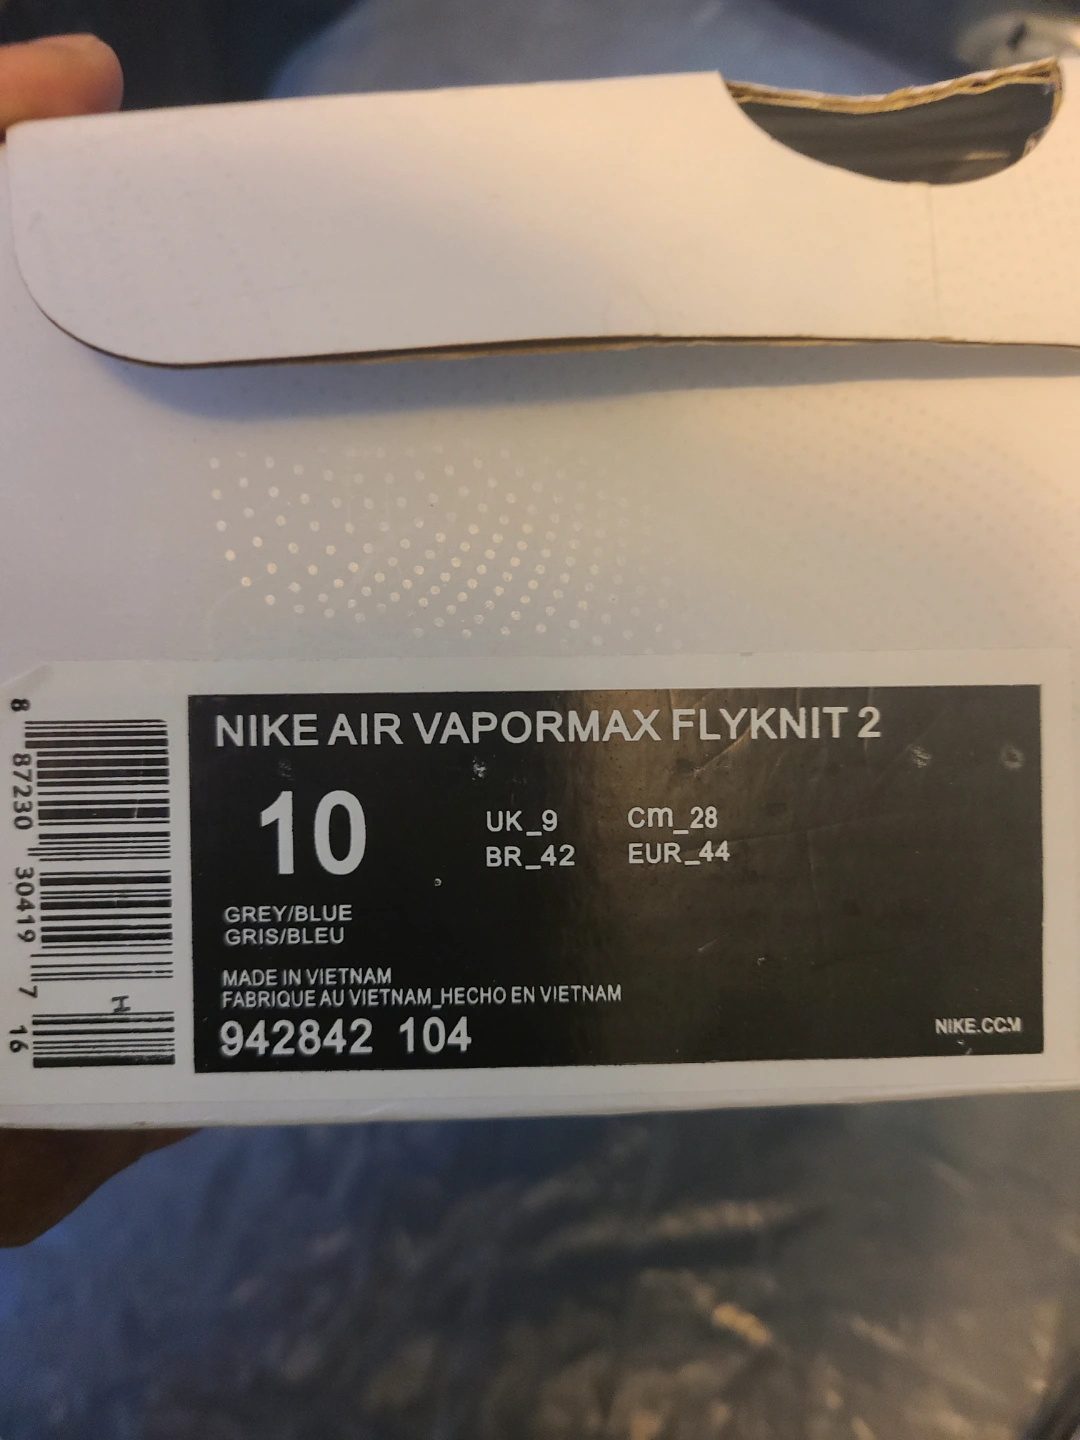 NIKE AIR VAPORMAX FLYKNIT 2
10
UK_9 cm_28
BR_42 EUR_44
GREY/BLUE
GRIS/BLEU
MADE IN VIETNAM
FABRIQUE AU VIETNAM_HECHO EN VIETNAM
942842 104
NIKE.COM
8 87230 30419 7 16
H